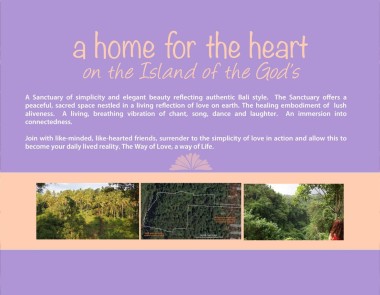 a home for the heart
on the Island of the God's
A Sanctuary of simplicity and elegant beauty reflecting authentic Bali style. The Sanctuary offers a
peaceful, sacred space nestled in a living reflection of love on earth. The healing embodiment of lush
aliveness. A living, breathing vibration of chant, song, dance and laughter. An immersion into
connectedness.
Join with like-minded, like-hearted friends, surrender to the simplicity of love in action and allow this to
become your daily lived reality. The Way of Love, a way of Life.